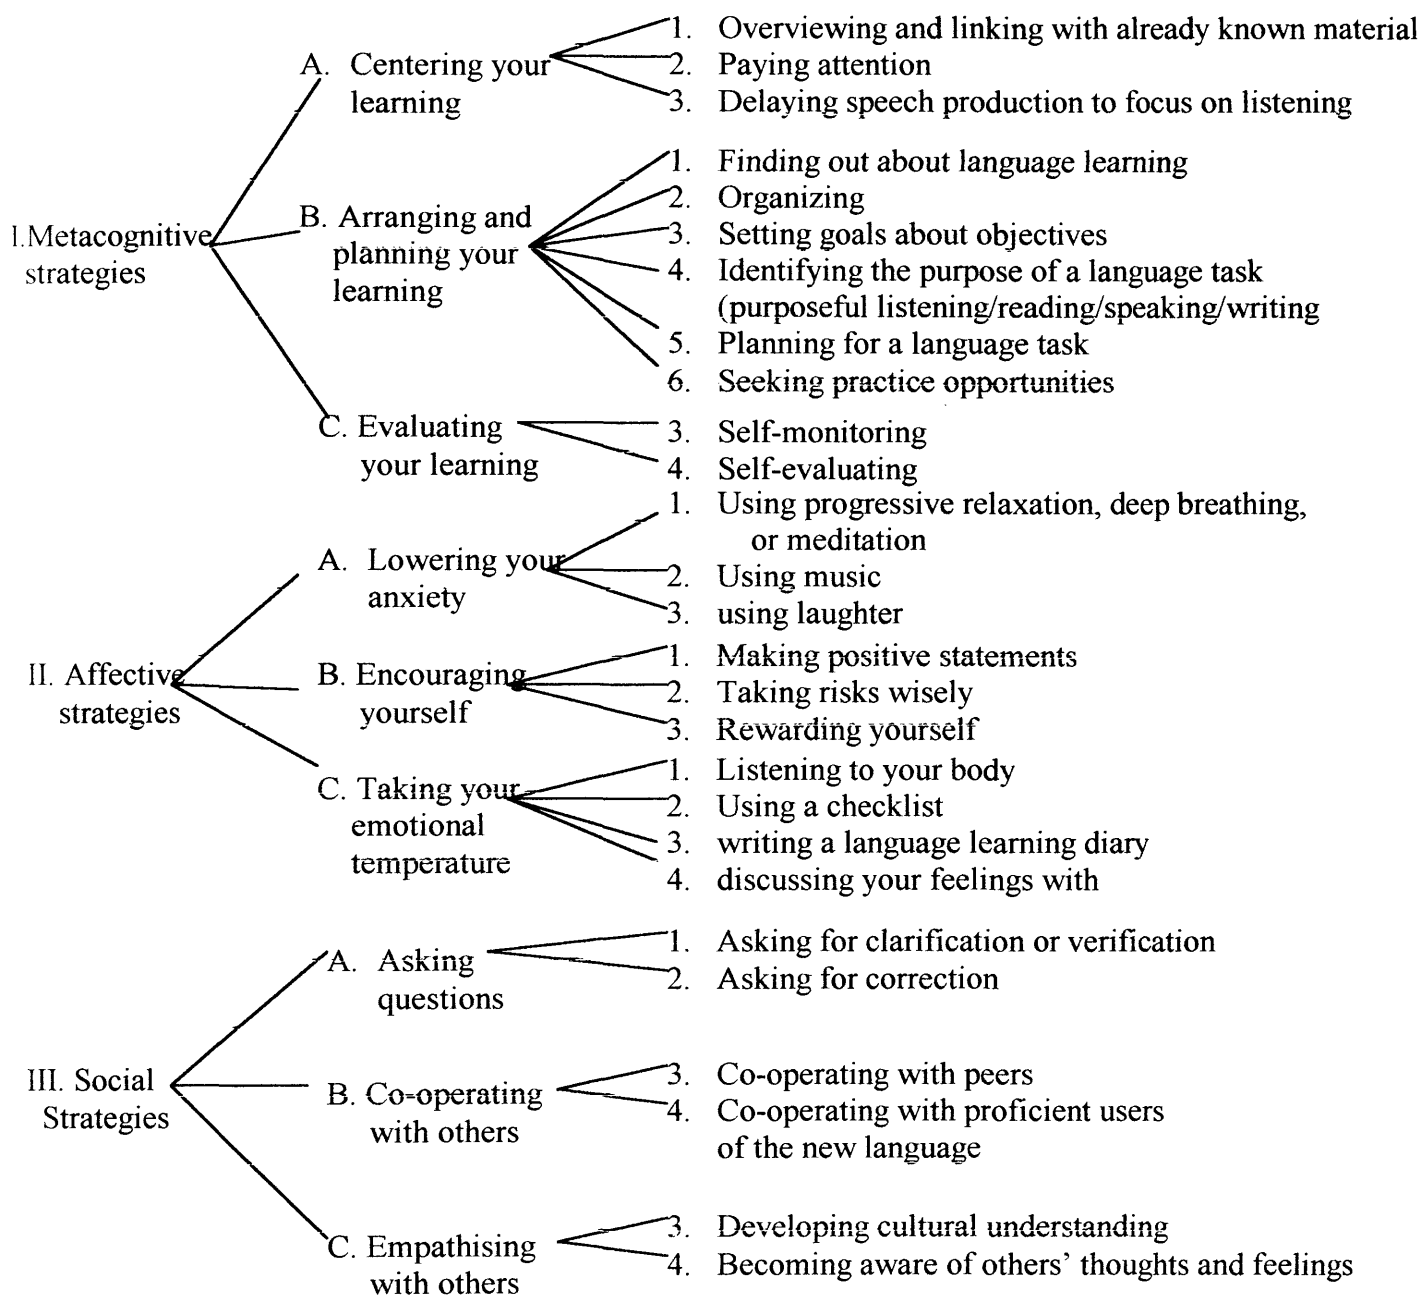 I.Metacognitive
strategies
A. Centering your
learning
1. Overviewing and linking with already known material
2. Paying attention
3. Delaying speech production to focus on listening
B. Arranging and
planning your
learning
1. Finding out about language learning
2. Organizing
3. Setting goals about objectives
4. Identifying the purpose of a language task
(purposeful listening/reading/speaking/writing
5. Planning for a language task
6. Seeking practice opportunities
C. Evaluating
your learning
3. Self-monitoring
4. Self-evaluating
II. Affective
strategies
A. Lowering your
anxiety
1. Using progressive relaxation, deep breathing,
or meditation
2. Using music
3. using laughter
B. Encouraging
yourself
1. Making positive statements
2. Taking risks wisely
3. Rewarding yourself
C. Taking your
emotional
temperature
1. Listening to your body
2. Using a checklist
3. writing a language learning diary
4. discussing your feelings with
III. Social
Strategies
A. Asking
questions
1. Asking for clarification or verification
2. Asking for correction
B. Co-operating
with others
3. Co-operating with peers
4. Co-operating with proficient users
of the new language
C. Empathising
with others
3. Developing cultural understanding
4. Becoming aware of others' thoughts and feelings